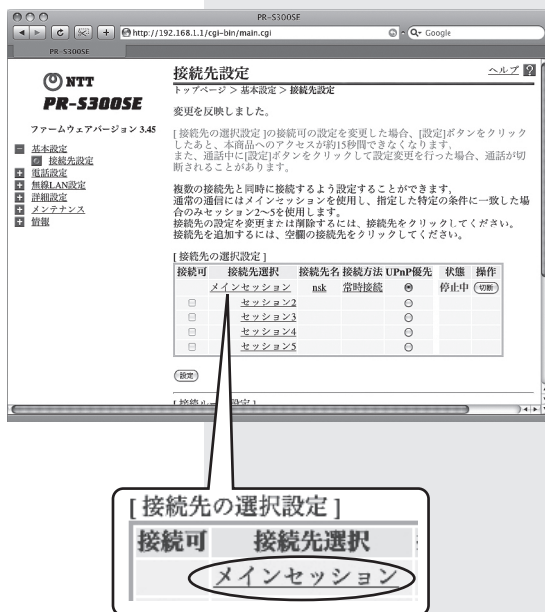 PR-S300SE
http://192.168.1.1/cgi-bin/main.cgi
Google
PR-S300SE
NTT
PR-S300SE
ファームウェアバージョン 3.45
基本設定
接続先設定
電話設定
無線LAN設定
詳細設定
メンテナンス
情報
接続先設定
ヘルプ ?
トップページ > 基本設定 > 接続先設定
変更を反映しました。
[ 接続先の選択設定 ]の接続可の設定を変更した場合、[設定]ボタンをクリック
したあと、本商品へのアクセスが約15秒間できなくなります。
また、通話中に[設定]ボタンをクリックして設定変更を行った場合、通話が切
断されることがあります。
複数の接続先と同時に接続するよう設定することができます。
通常の通信にはメインセッションを使用し、指定した特定の条件に一致した場
合のみセッション2～5を使用します。
接続先の設定を変更または削除するには、接続先をクリックしてください。
接続先を追加するには、空欄の接続先をクリックしてください。
[ 接続先の選択設定 ]
接続可 接続先選択 接続先名 接続方法 UPnP優先 状態 操作
メインセッション nsk 常時接続 停止中 切断
セッション2
セッション3
セッション4
セッション5
設定
[ 接続先の選択設定 ]
接続可 接続先選択
メインセッション